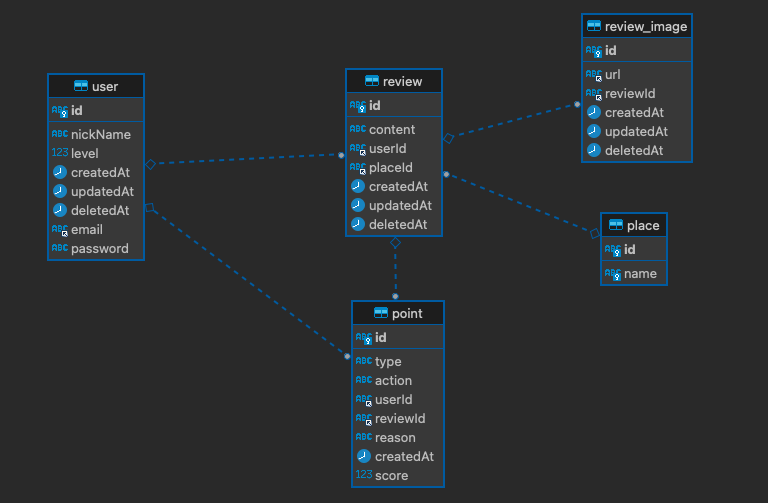 user
id
nickName
level
createdAt
updatedAt
deletedAt
email
password
review
id
content
userId
placeId
createdAt
updatedAt
deletedAt
review_image
id
url
reviewId
createdAt
updatedAt
deletedAt
place
id
name
point
id
type
action
userId
reviewId
reason
createdAt
score